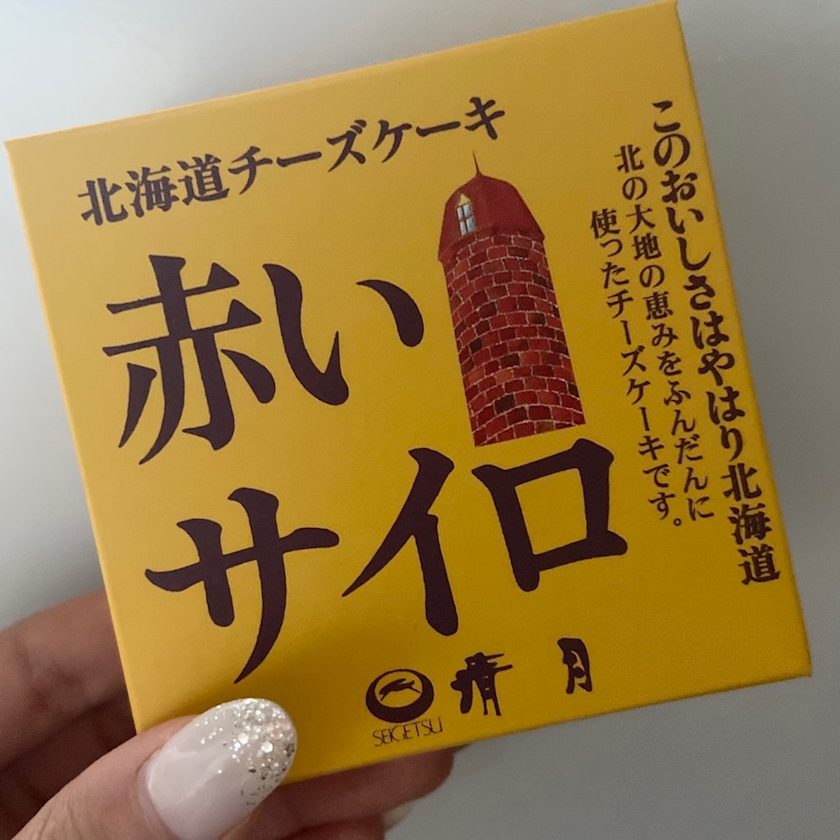 北海道チーズケーキ
赤い
サイロ
このおいしさはやはり北海道
北の大地の恵みをふんだんに
使ったチーズケーキです。
清月
SEIGETSU